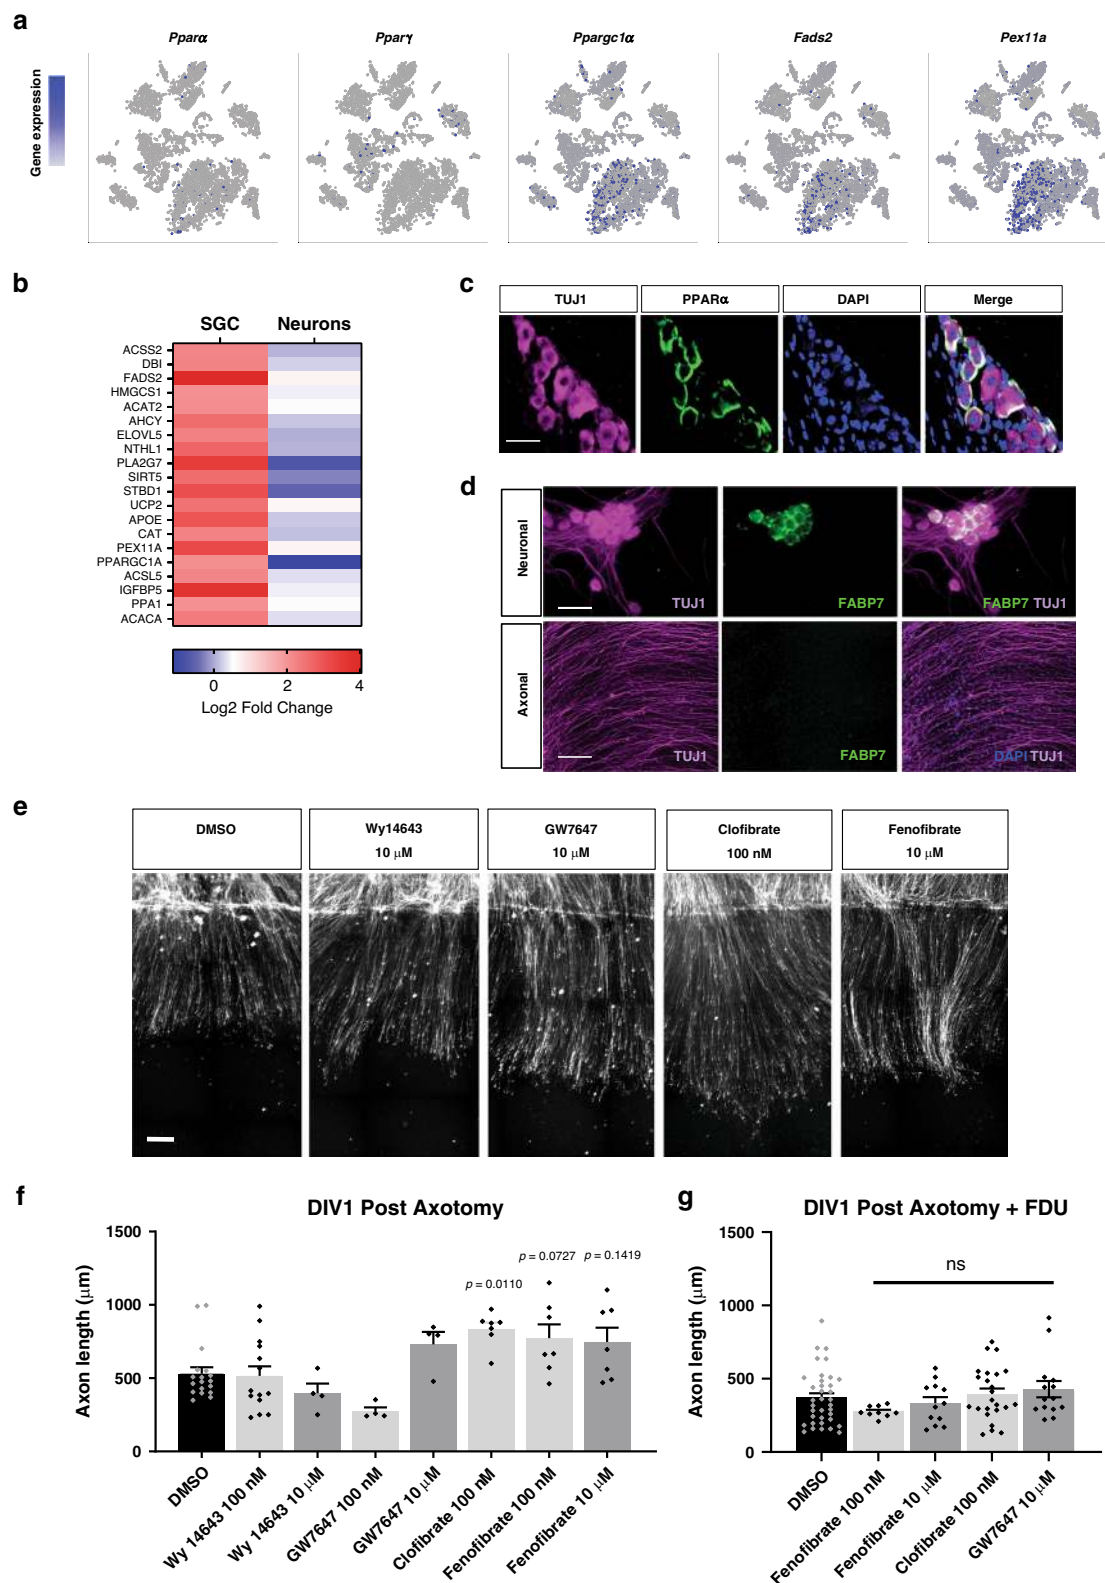 a
Pparα
Pparγ
Ppargc1α
Fads2
Pex11a
Gene expression
b
SGC
Neurons
ACSS2
DBI
FADS2
HMGCS1
ACAT2
AHCY
ELOVL5
NTHL1
PLA2G7
SIRT5
STBD1
UCP2
APOE
CAT
PEX11A
PPARGC1A
ACSL5
IGFBP5
PPA1
ACACA
0
2
4
Log2 Fold Change
c
TUJ1
PPARα
DAPI
Merge
d
Neuronal
TUJ1
FABP7
FABP7 TUJ1
Axonal
TUJ1
FABP7
DAPI TUJ1
e
DMSO
Wy14643
10 μM
GW7647
10 μM
Clofibrate
100 nM
Fenofibrate
10 μM
f
DIV1 Post Axotomy
Axon length (μm)
1500
1000
500
0
p = 0.0110
p = 0.0727
p = 0.1419
DMSO
Wy 14643 100 nM
Wy 14643 10 μM
GW7647 100 nM
GW7647 10 μM
Clofibrate 100 nM
Fenofibrate 100 nM
Fenofibrate 10 μM
g
DIV1 Post Axotomy + FDU
Axon length (μm)
1500
1000
500
0
ns
DMSO
Fenofibrate 100 nM
Fenofibrate 10 μM
Clofibrate 100 nM
GW7647 10 μM